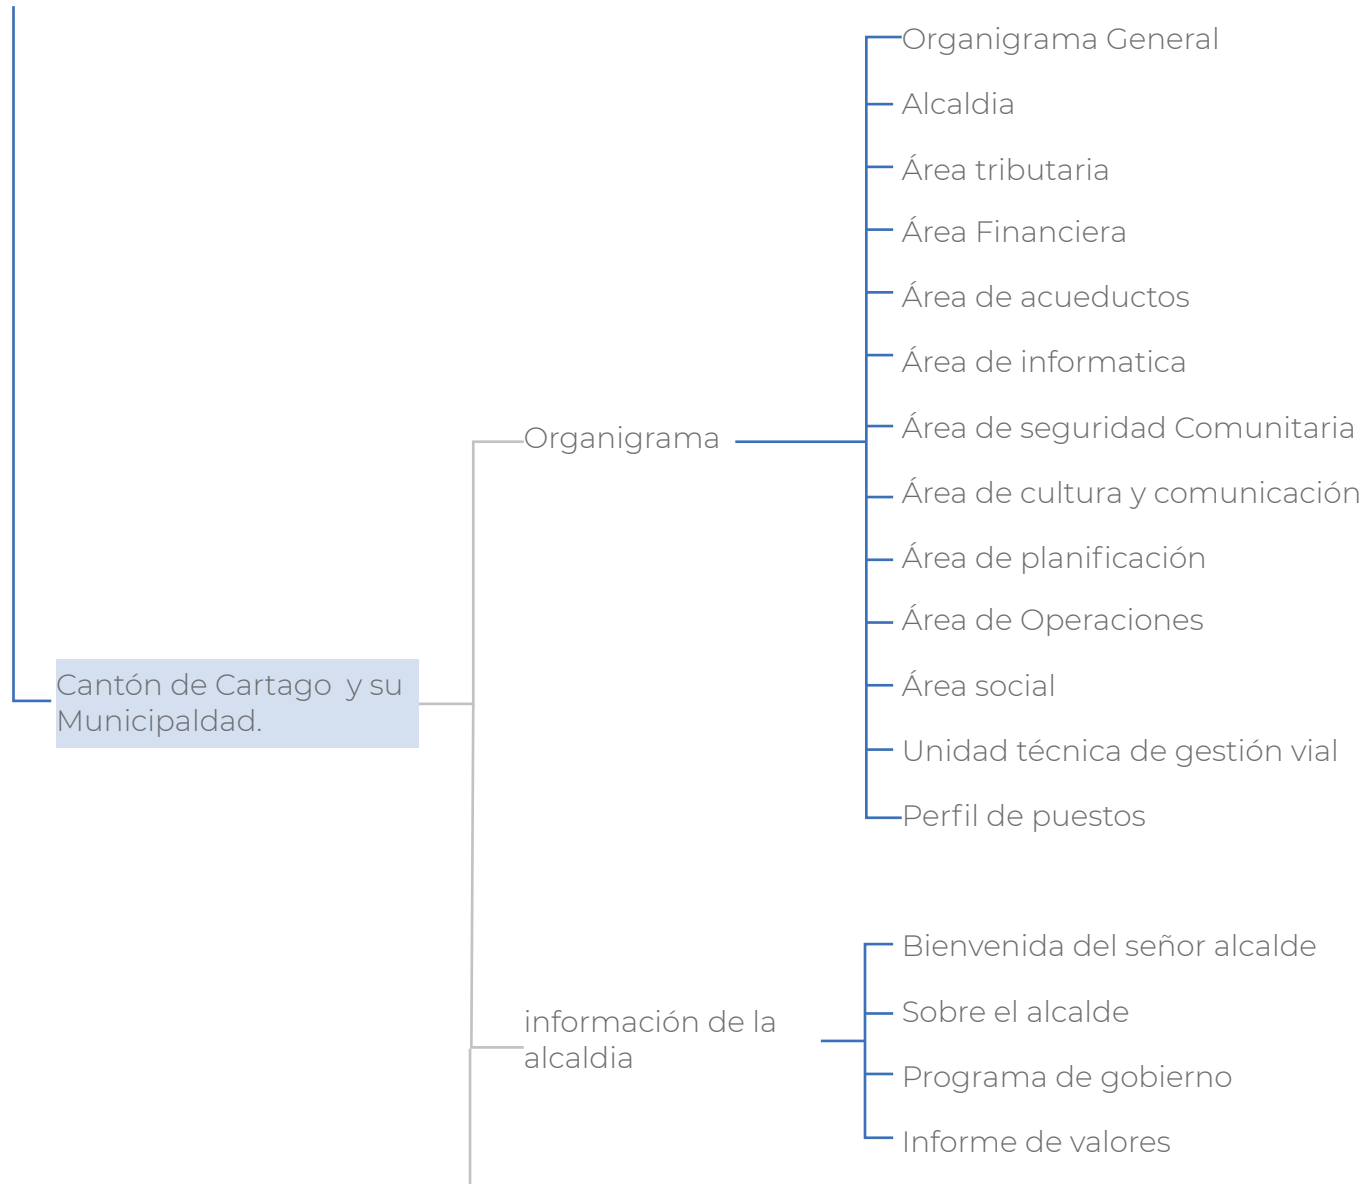 Organigrama General
Alcaldia
Área tributaria
Área Financiera
Área de acueductos
Área de informatica
Área de seguridad Comunitaria
Organigrama
Área de cultura y comunicación
Área de planificación
Área de Operaciones
Cantón de Cartago y su
Municipaldad.
Área social
Unidad técnica de gestión vial
Perfil de puestos
información de la
alcaldia
Bienvenida del señor alcalde
Sobre el alcalde
Programa de gobierno
Informe de valores